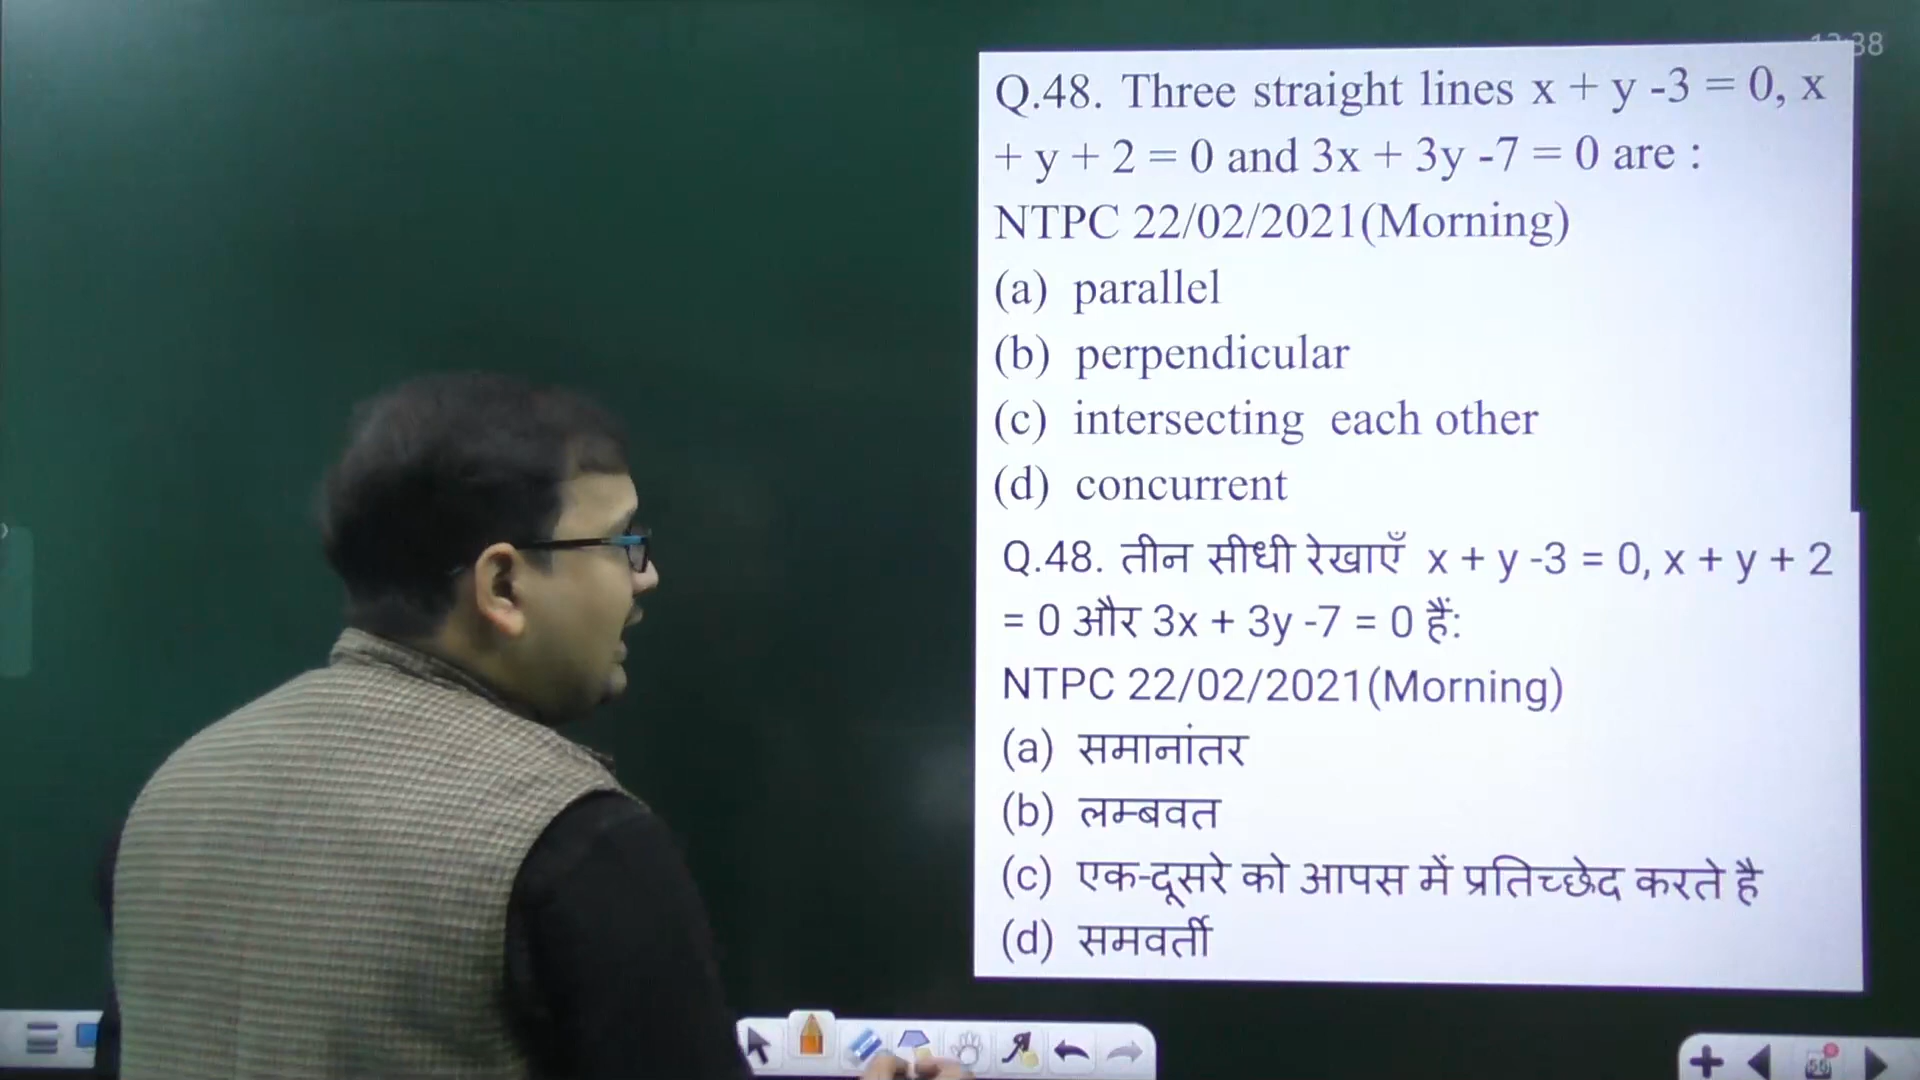 Q.48. Three straight lines x + y -3 = 0, x
+ y + 2 = 0 and 3x + 3y -7 = 0 are :
NTPC 22/02/2021(Morning)
(a) parallel
(b) perpendicular
(c) intersecting each other
(d) concurrent
Q.48. तीन सीधी रेखाएँ x + y -3 = 0, x + y + 2
= 0 और 3x + 3y -7 = 0 हैं:
NTPC 22/02/2021(Morning)
(a) समानांतर
(b) लम्बवत
(c) एक-दूसरे को आपस में प्रतिच्छेद करते है
(d) समवर्ती